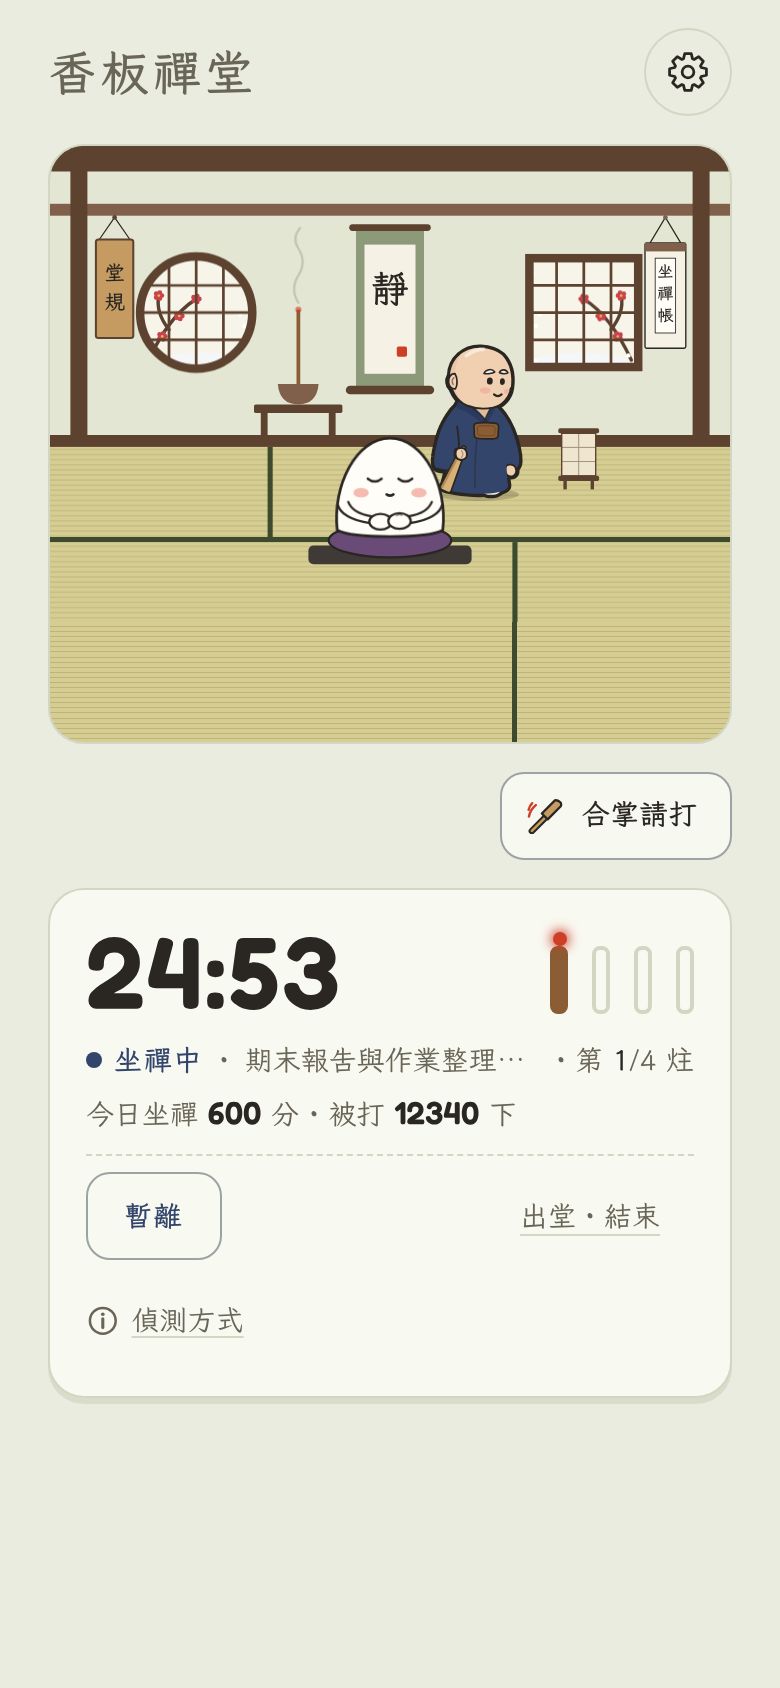 香板禪堂
堂規
靜
坐禪帳
合掌請打
24:53
坐禪中 · 期末報告與作業整理… · 第 1/4 炷
今日坐禪 600 分 · 被打 12340 下
暫離
出堂 · 結束
偵測方式